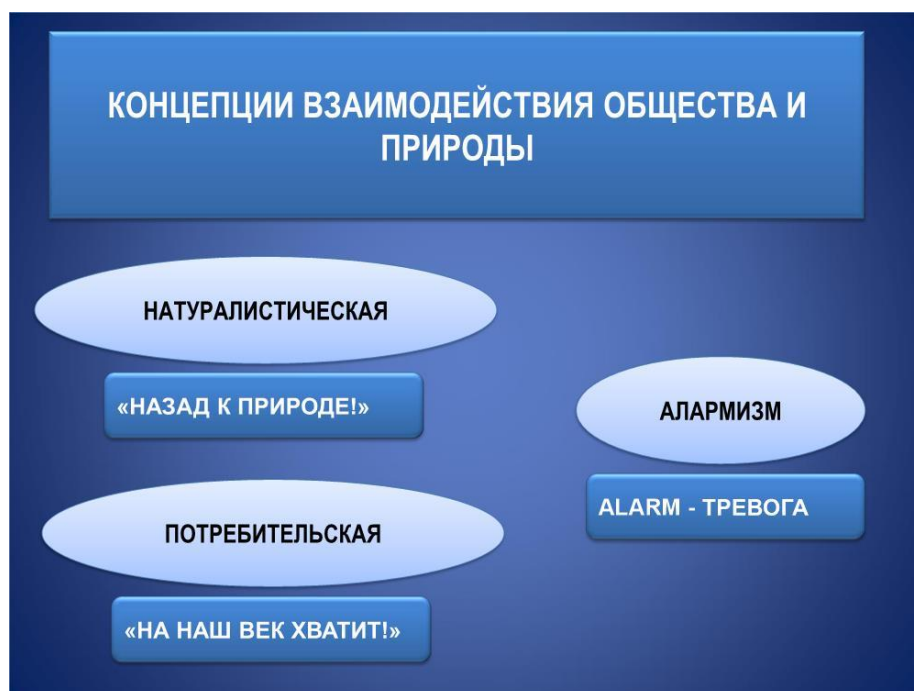 КОНЦЕПЦИИ ВЗАИМОДЕЙСТВИЯ ОБЩЕСТВА И
ПРИРОДЫ
НАТУРАЛИСТИЧЕСКАЯ
«НАЗАД К ПРИРОДЕ!»
ПОТРЕБИТЕЛЬСКАЯ
«НА НАШ ВЕК ХВАТИТ!»
АЛАРМИЗМ
ALARM - ТРЕВОГА